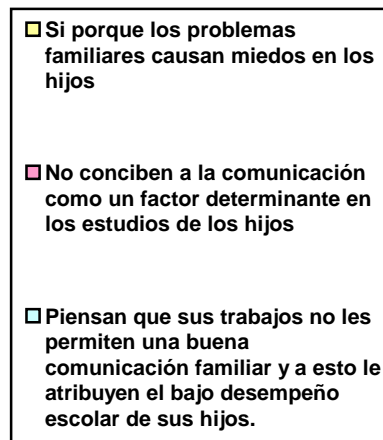 Si porque los problemas
familiares causan miedos en los
hijos
No conciben a la comunicación
como un factor determinante en
los estudios de los hijos
Piensan que sus trabajos no les
permiten una buena
comunicación familiar y a esto le
atribuyen el bajo desempeño
escolar de sus hijos.